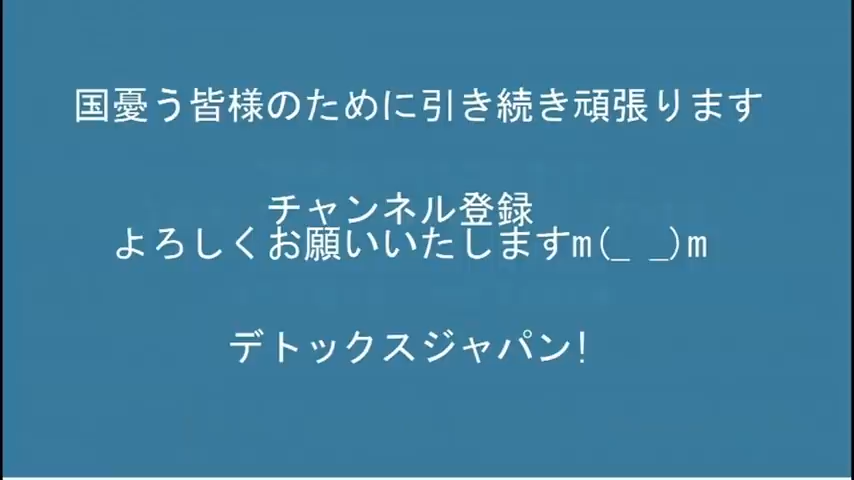 国憂う皆様のために引き続き頑張ります
チャンネル登録
よろしくお願いいたしますm(_ _)m
デトックスジャパン!